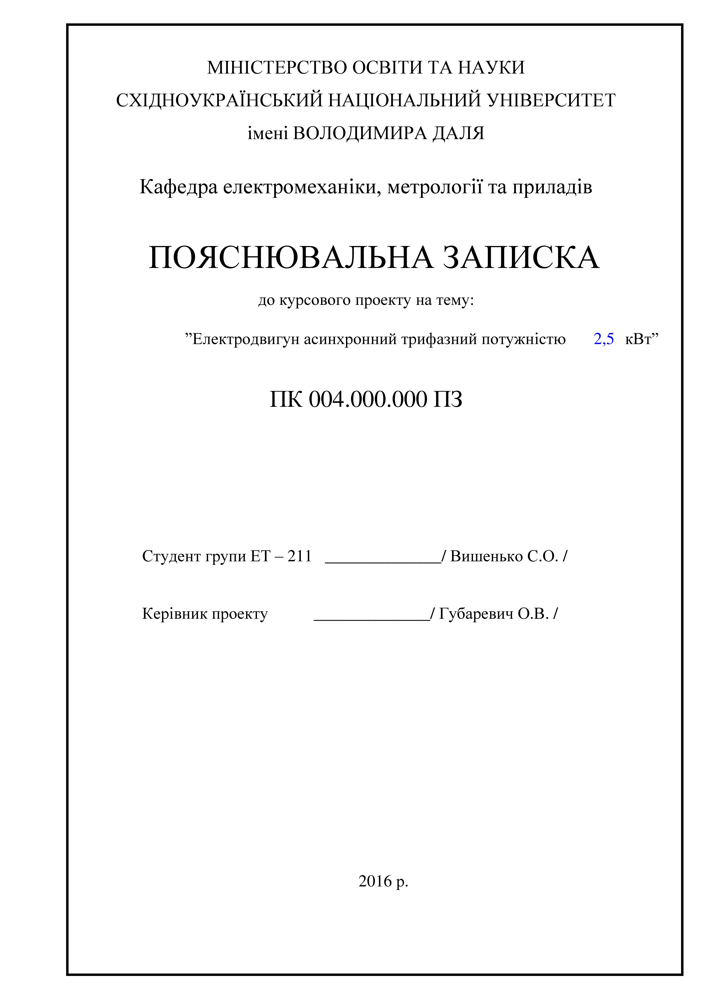 МІНІСТЕРСТВО ОСВІТИ ТА НАУКИ
СХІДНОУКРАЇНСЬКИЙ НАЦІОНАЛЬНИЙ УНІВЕРСИТЕТ
імені ВОЛОДИМИРА ДАЛЯ
Кафедра електромеханіки, метрології та приладів
ПОЯСНЮВАЛЬНА ЗАПИСКА
до курсового проекту на тему:
”Електродвигун асинхронний трифазний потужністю 2,5 кВт”
ПК 004.000.000 ПЗ
Студент групи ЕТ – 211 ______________/ Вишенько С.О. /
Керівник проекту ______________/ Губаревич О.В. /
2016 р.